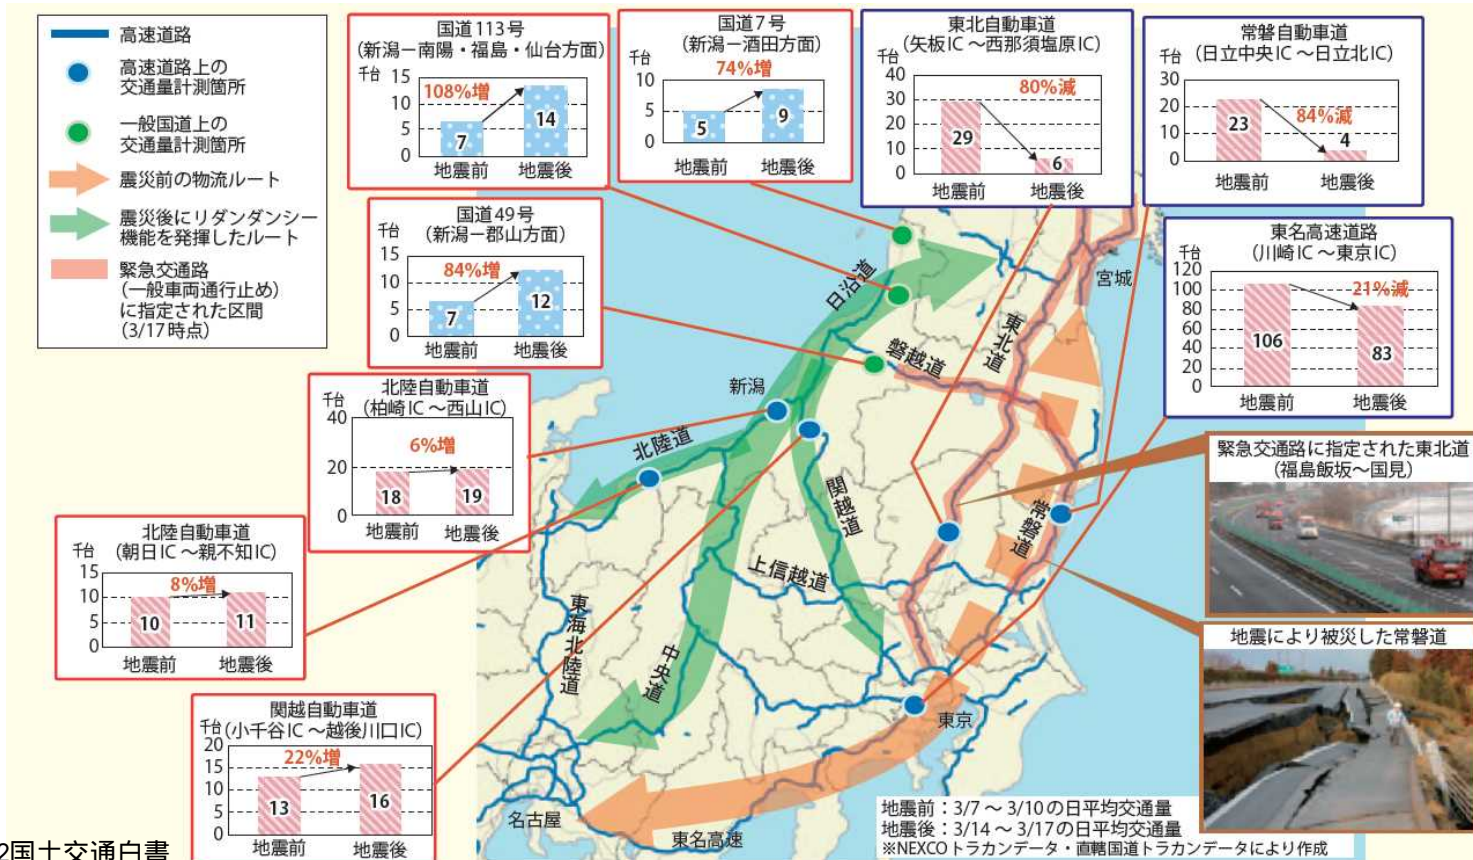 高速道路
高速道路上の
交通量計測箇所
一般国道上の
交通量計測箇所
震災前の物流ルート
震災後にリダンダンシー
機能を発揮したルート
緊急交通路
(一般車両通行止め)
に指定された区間
(3/17時点)
国道113号
(新潟ー南陽・福島・仙台方面)
千台
15
10
5
0
108%増
7
14
地震前
地震後
国道7号
(新潟ー酒田方面)
千台
10
5
0
74%増
5
9
地震前
地震後
東北自動車道
(矢板IC〜西那須塩原IC)
千台
40
30
20
10
0
80%減
29
6
地震前
地震後
常磐自動車道
(日立中央IC〜日立北IC)
千台
30
20
10
0
84%減
23
4
地震前
地震後
国道49号
(新潟ー郡山方面)
千台
15
10
5
0
84%増
7
12
地震前
地震後
東名高速道路
(川崎IC〜東京IC)
千台
120
100
80
60
40
20
0
21%減
106
83
地震前
地震後
北陸自動車道
(柏崎IC〜西山IC)
千台
40
20
0
6%増
18
19
地震前
地震後
北陸自動車道
(朝日IC〜親不知IC)
千台
15
10
5
0
8%増
10
11
地震前
地震後
関越自動車道
(小千谷IC〜越後川口IC)
千台
20
15
10
5
0
22%増
13
16
地震前
地震後
宮城
日沿道
東北道
磐越道
新潟
北陸道
関越道
常磐道
上信越道
東海北陸道
中央道
東京
名古屋
東名高速
緊急交通路に指定された東北道
(福島飯坂〜国見)
地震により被災した常磐道
地震前:3/7〜3/10の日平均交通量
地震後:3/14〜3/17の日平均交通量
※NEXCOトラカンデータ・直轄国道トラカンデータにより作成
2国土交通白書